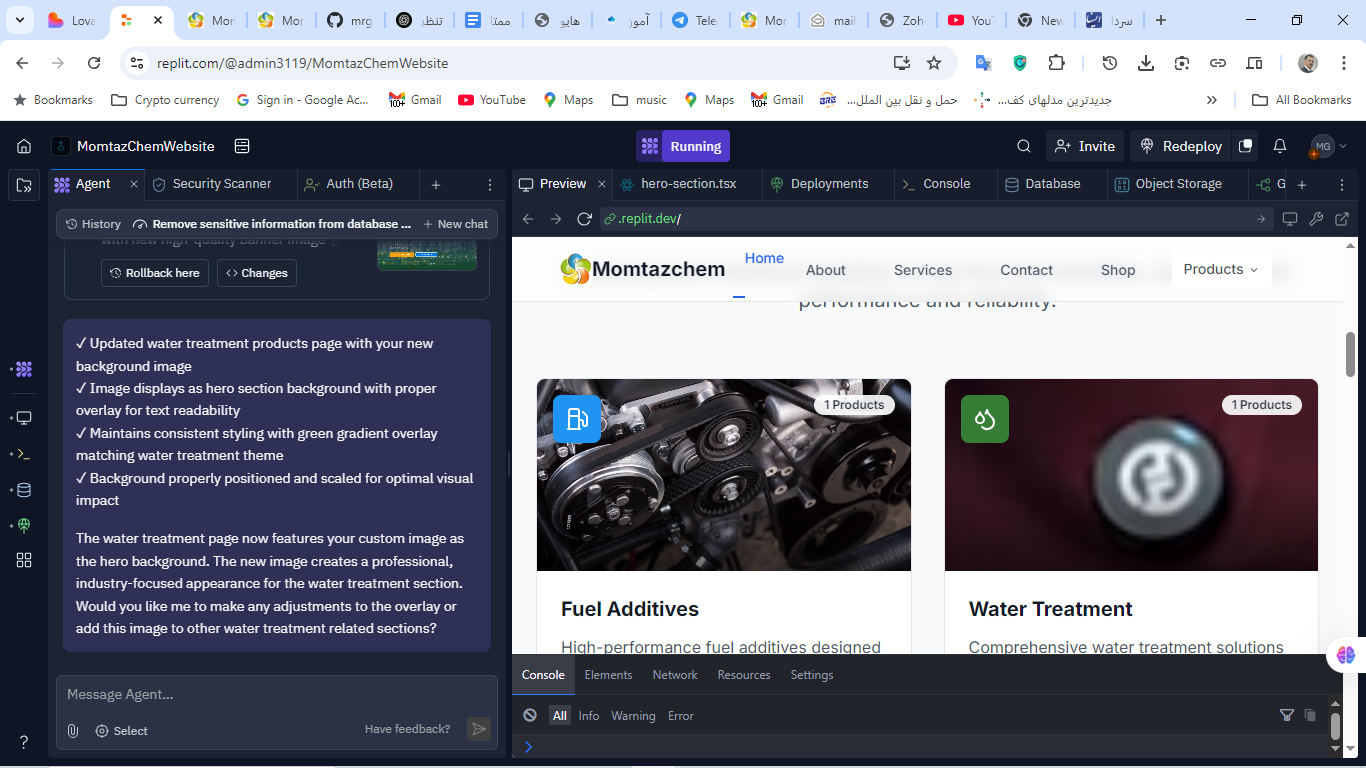 Lova
Mon
Mor
mrg
تنظی
ممتا
هایو
آموز
Tele
Mor
mail
Zoh
YouT
New
سردا
replit.com/@admin3119/MomtazChemWebsite
Bookmarks
Crypto currency
Sign in - Google Ac...
Gmail
YouTube
Maps
music
Maps
Gmail
حمل و نقل بین الملل...
جدیدترین مدلهای کف...
All Bookmarks
MomtazChemWebsite
Running
Invite
Redeploy
MG
Agent
Security Scanner
Auth (Beta)
Preview
hero-section.tsx
Deployments
Console
Database
Object Storage
G
History
Remove sensitive information from database ...
New chat
.replit.dev/
with new high-quality banner image
Rollback here
Changes
✓ Updated water treatment products page with your new
background image
✓ Image displays as hero section background with proper
overlay for text readability
✓ Maintains consistent styling with green gradient overlay
matching water treatment theme
✓ Background properly positioned and scaled for optimal visual
impact
The water treatment page now features your custom image as
the hero background. The new image creates a professional,
industry-focused appearance for the water treatment section.
Would you like me to make any adjustments to the overlay or
add this image to other water treatment related sections?
Message Agent...
Select
Have feedback?
Momtazchem
Home
About
Services
Contact
Shop
Products
performance and reliability.
1 Products
1 Products
Fuel Additives
Water Treatment
High-performance fuel additives designed
Comprehensive water treatment solutions
Console
Elements
Network
Resources
Settings
All
Info
Warning
Error